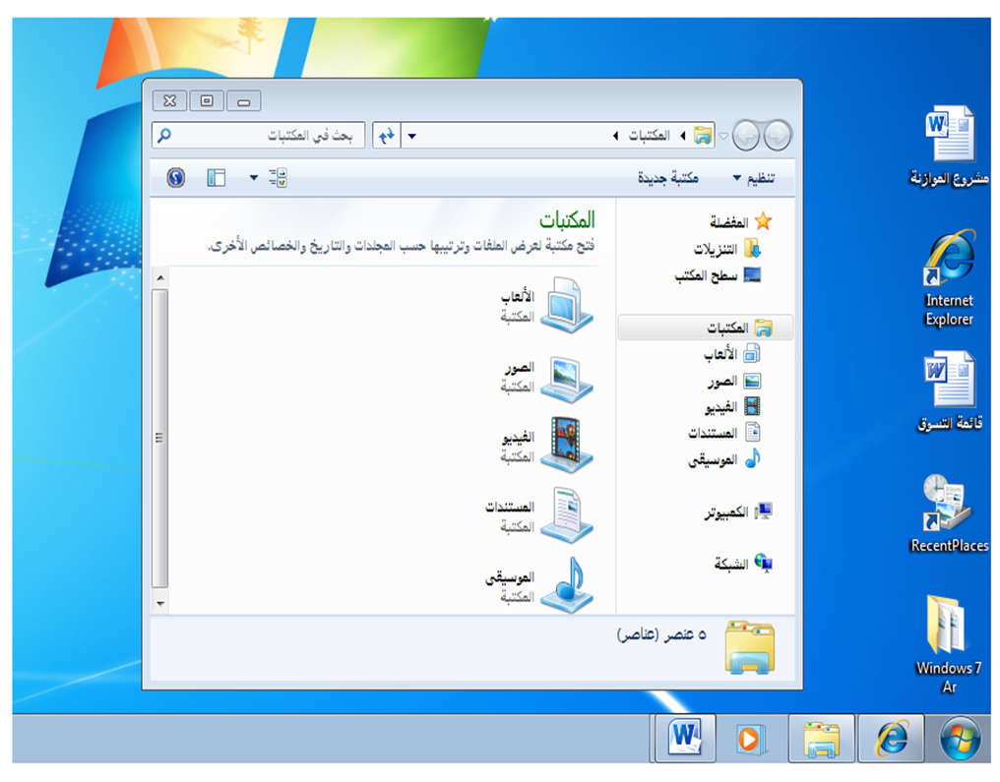 المكتبات
بحث في المكتبات
تنظيم
مكتبة جديدة
المفضلة
التنزيلات
سطح المكتب
المكتبات
الألعاب
الصور
الفيديو
المستندات
الموسيقى
الكمبيوتر
الشبكة
المكتبات
فتح مكتبة لعرض الملفات وترتيبها حسب المجلدات والتاريخ والخصائص الأخرى.
الألعاب
المكتبة
الصور
المكتبة
الفيديو
المكتبة
المستندات
المكتبة
الموسيقى
المكتبة
٥ عنصر (عناصر)
مشروع الموازنة
Internet
Explorer
قائمة التسوق
RecentPlaces
Windows 7
Ar